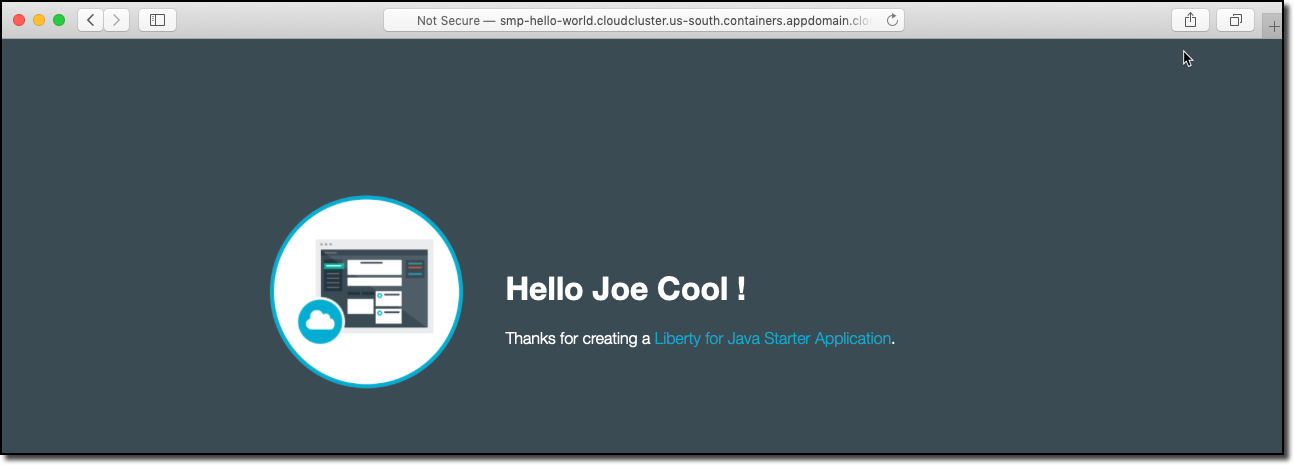 Not Secure — smp-hello-world.cloudcluster.us-south.containers.appdomain.clo
Hello Joe Cool !
Thanks for creating a Liberty for Java Starter Application.